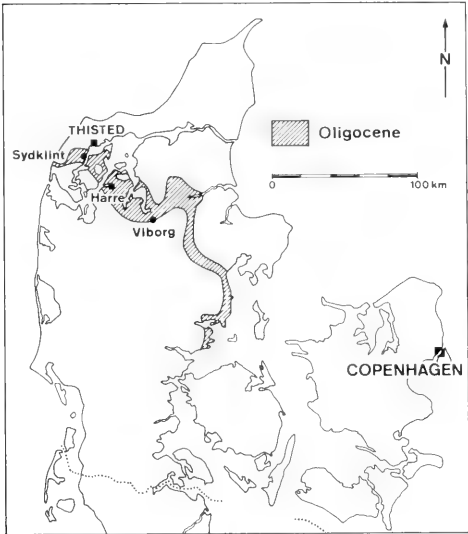 N
THISTED
Oligocene
Sydklint
0 100 km
Harre
Viborg
COPENHAGEN